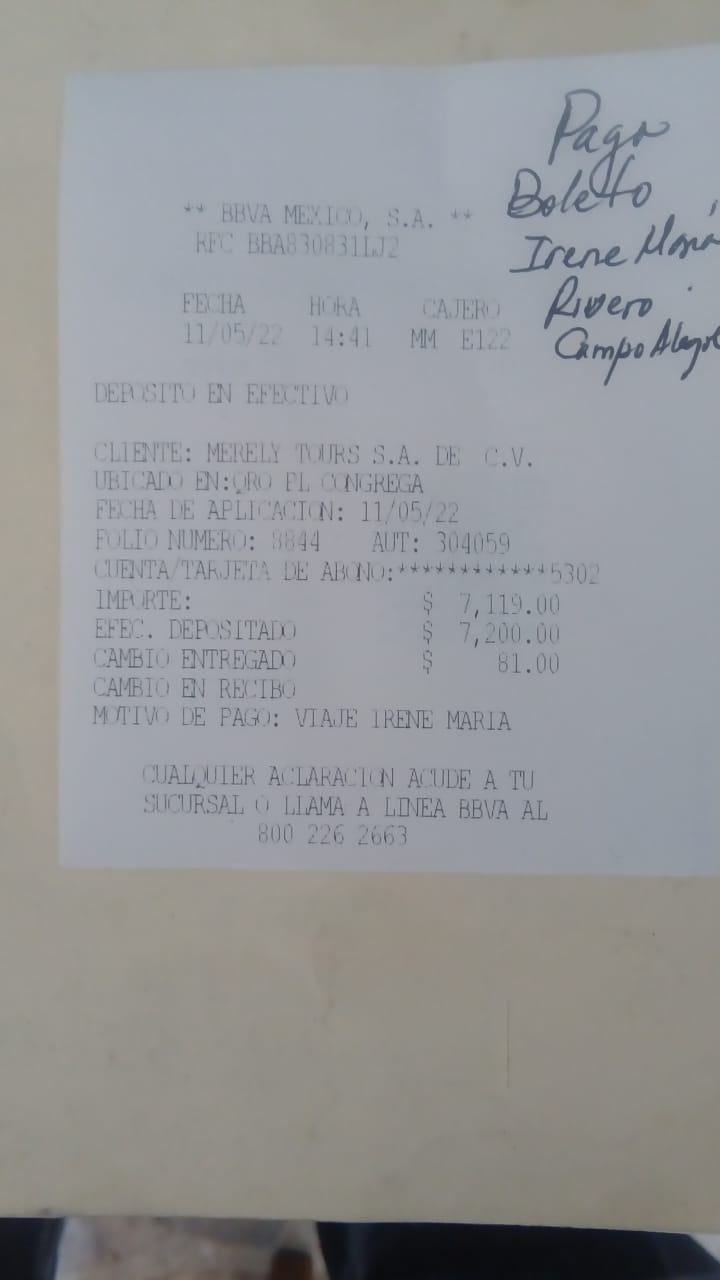 Pago
Boleto
Irene María
Rivero
Campo Alegre
** BBVA MEXICO, S.A. **
RFC BBA830831LJ2
FECHA HORA CAJERO
11/05/22 14:41 MM E122
DEPOSITO EN EFECTIVO
CLIENTE: MERELY TOURS S.A. DE C.V.
UBICADO EN:QRO PL CONGREGA
FECHA DE APLICACION: 11/05/22
FOLIO NUMERO: 8844 AUT: 304059
CUENTA/TARJETA DE ABONO:************5302
IMPORTE: $ 7,119.00
EFEC. DEPOSITADO $ 7,200.00
CAMBIO ENTREGADO $ 81.00
CAMBIO EN RECIBO
MOTIVO DE PAGO: VIAJE IRENE MARIA
CUALQUIER ACLARACION ACUDE A TU
SUCURSAL O LLAMA A LINEA BBVA AL
800 226 2663